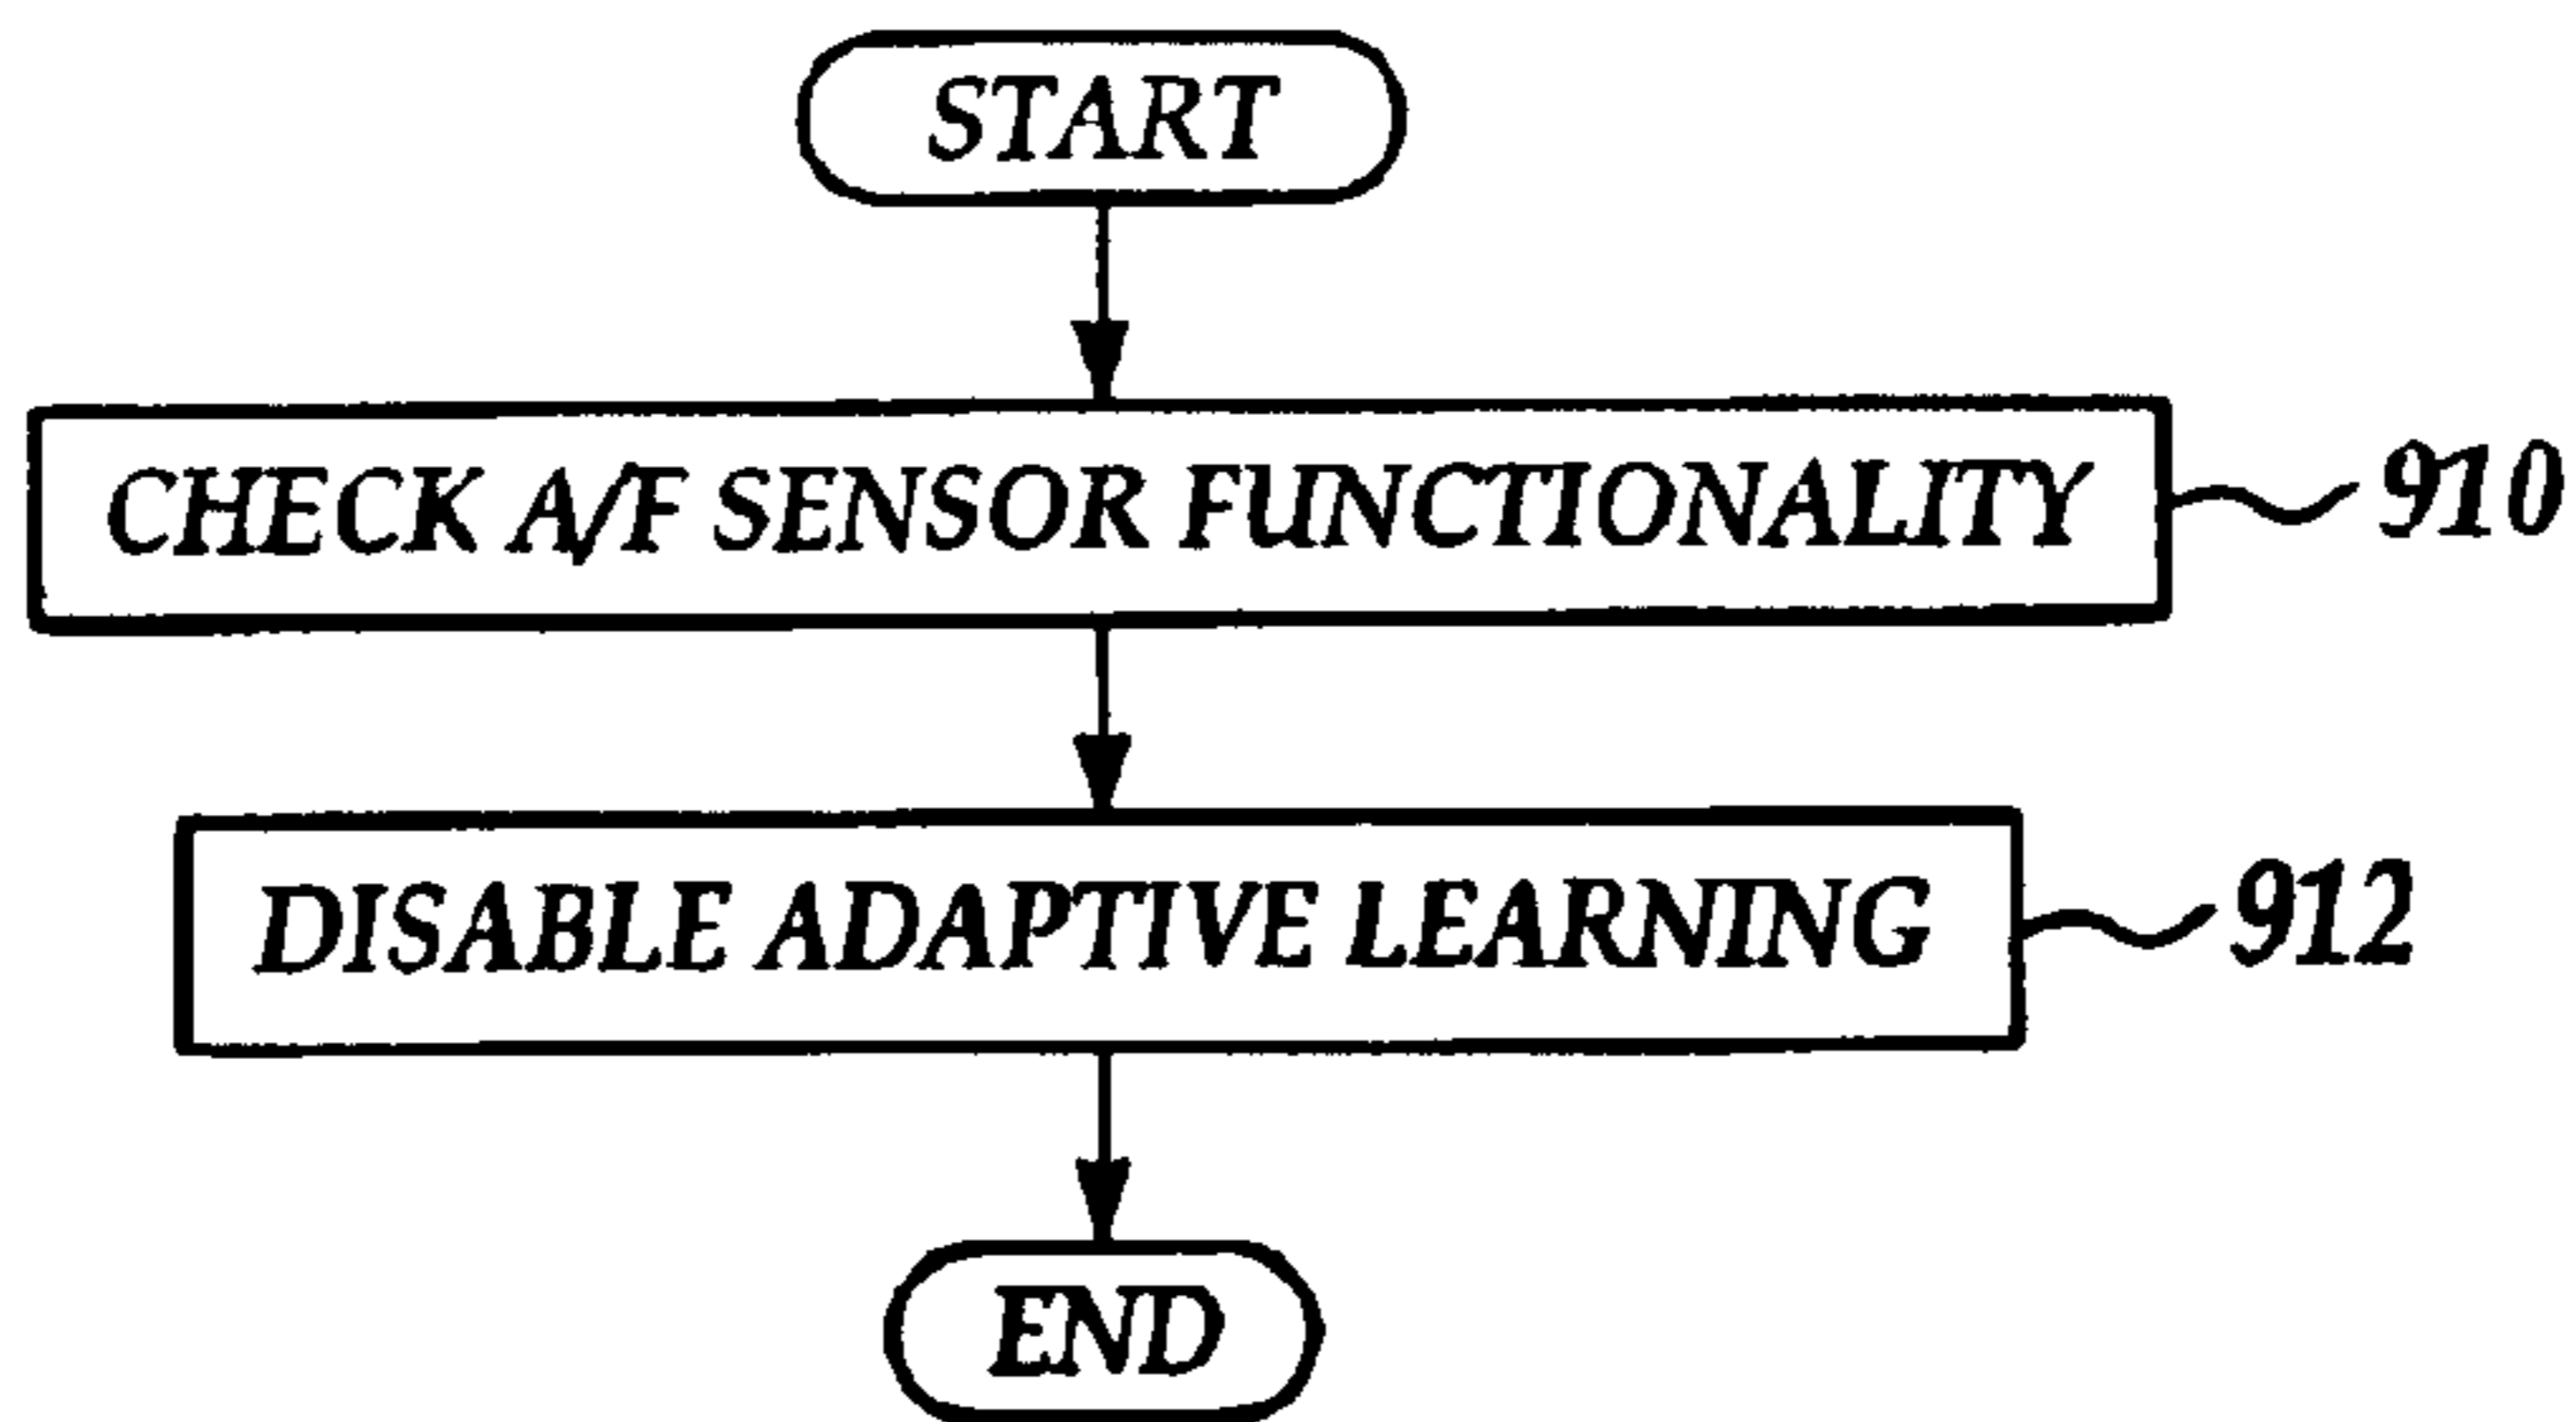 START
CHECK A/F SENSOR FUNCTIONALITY 910
DISABLE ADAPTIVE LEARNING 912
END